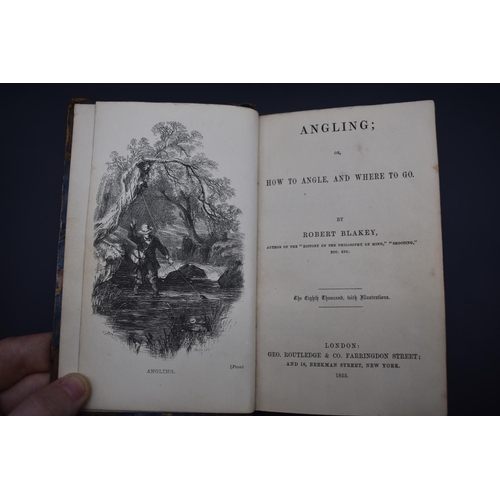 ANGLING.
ANGLING;
OR,
HOW TO ANGLE, AND WHERE TO GO.
BY
ROBERT BLAKEY,
AUTHOR OF THE "HISTORY OF THE PHILOSOPHY OF MIND," "SHOOTING,"
ETC. ETC.
The Eighth Thousand, with Illustrations.
LONDON:
GEO. ROUTLEDGE & CO. FARRINGDON STREET;
AND 18, BEEKMAN STREET, NEW YORK.